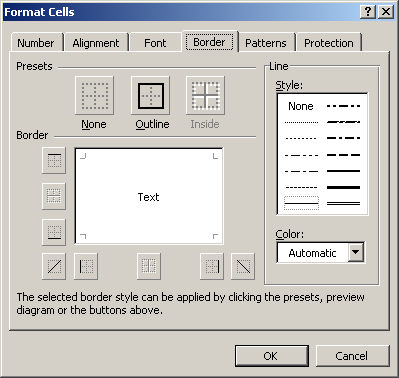 Format Cells
Number Alignment Font Border Patterns Protection
Presets
None Outline Inside
Border
Text
Line
Style:
None
Color:
Automatic
The selected border style can be applied by clicking the presets, preview
diagram or the buttons above.
OK Cancel